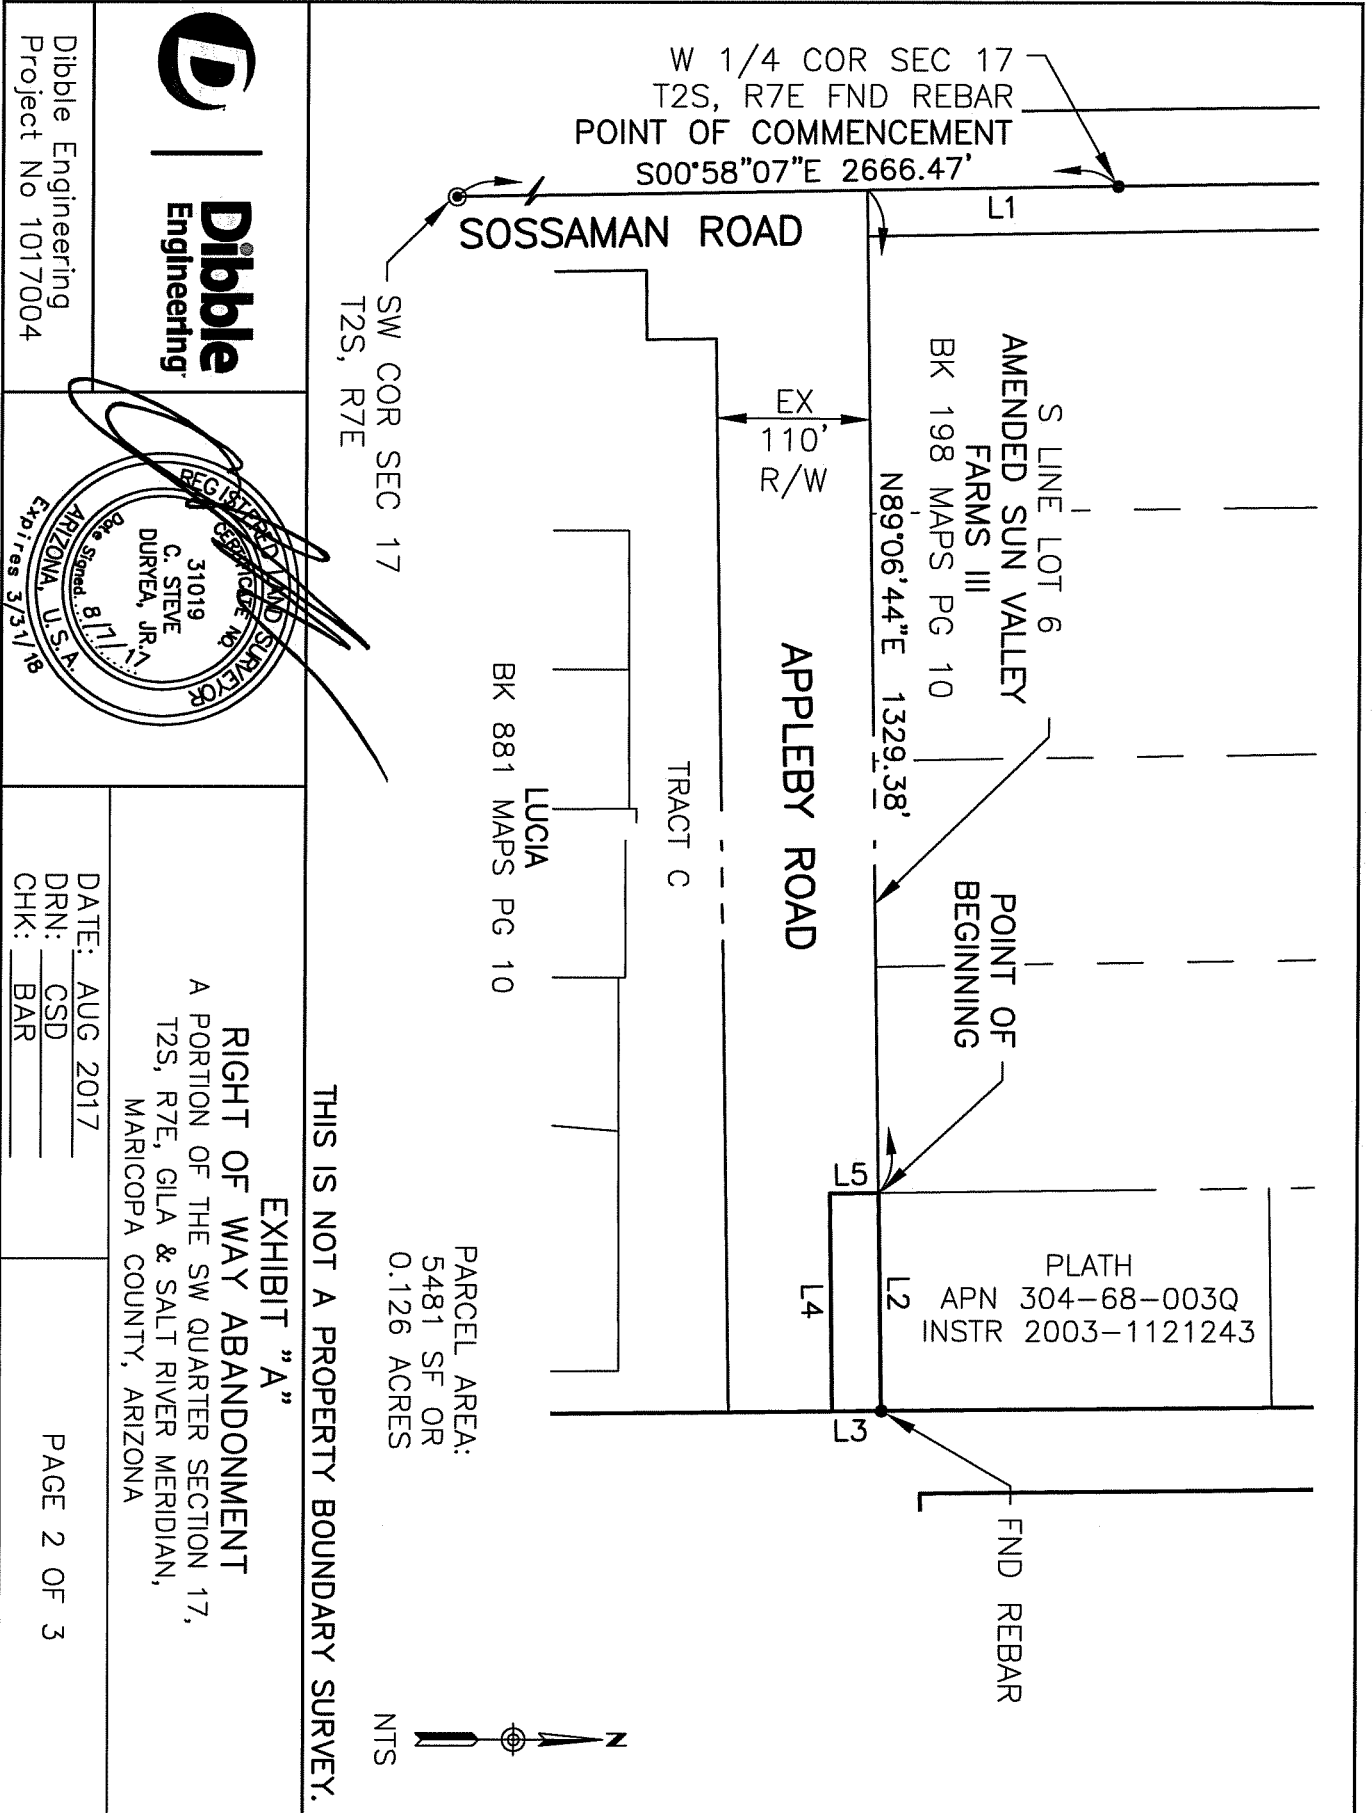 W 1/4 COR SEC 17
T2S, R7E FND REBAR
POINT OF COMMENCEMENT
S00°58"07"E 2666.47'
L1
SOSSAMAN ROAD
SW COR SEC 17
T2S, R7E
S LINE LOT 6
AMENDED SUN VALLEY
FARMS III
BK 198 MAPS PG 10
N89°06'44"E 1329.38'
EX
110'
R/W
APPLEBY ROAD
POINT OF
BEGINNING
TRACT C
LUCIA
BK 881 MAPS PG 10
PLATH
APN 304-68-003Q
INSTR 2003-1121243
L5
L2
L4
L3
FND REBAR
PARCEL AREA:
5481 SF OR
0.126 ACRES
N
NTS
THIS IS NOT A PROPERTY BOUNDARY SURVEY.
Dibble
Engineering
Dibble Engineering
Project No 1017004
REGISTERED LAND SURVEYOR
CERTIFICATE NO.
31019
C. STEVE
DURYEA, JR.
Date Signed 8/7/17
ARIZONA, U.S.A.
Expires 3/31/18
EXHIBIT "A"
RIGHT OF WAY ABANDONMENT
A PORTION OF THE SW QUARTER SECTION 17,
T2S, R7E, GILA & SALT RIVER MERIDIAN,
MARICOPA COUNTY, ARIZONA
DATE: AUG 2017
DRN: CSD
CHK: BAR
PAGE 2 OF 3